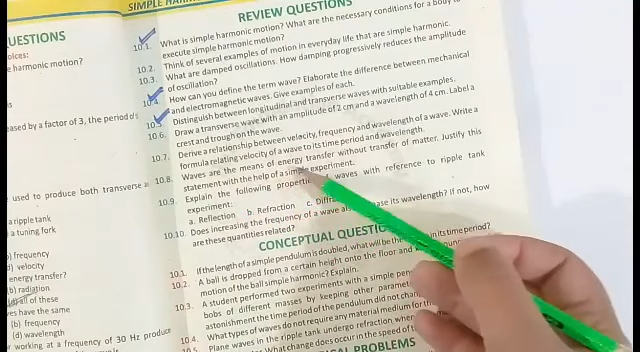 SIMPLE HARM
UESTIONS
oices:
e harmonic motion?
eased by a factor of 3, the period
used to produce both transverse a
a ripple tank
a tuning fork
) frequency
d) velocity
energy transfer?
b) radiation
all of these
ves have the same
(b) frequency
(d) wavelength
working at a frequency of 30 Hz produce
REVIEW QUESTIONS
10.1. What is simple harmonic motion? What are the necessary conditions for a body to
execute simple harmonic motion?
10.2. Think of several examples of motion in everyday life that are simple harmonic.
10.3. What are damped oscillations. How damping progressively reduces the amplitude
of oscillation?
10.4. How can you define the term wave? Elaborate the difference between mechanical
and electromagnetic waves. Give examples of each.
10.5. Distinguish between longitudinal and transverse waves with suitable examples.
10.6. Draw a transverse wave with an amplitude of 2 cm and a wavelength of 4 cm. Label a
crest and trough on the wave.
10.7. Derive a relationship between velocity, frequency and wavelength of a wave. Write a
formula relating velocity of a wave to its time period and wavelength.
10.8. Waves are the means of energy transfer without transfer of matter. Justify this
statement with the help of a simple experiment.
10.9. Explain the following properties waves with reference to ripple tank
experiment:
a. Reflection b. Refraction c. Diffr
10.10. Does increasing the frequency of a wave also ease its wavelength? If not, how
are these quantities related?
CONCEPTUAL QUESTIO
10.1. If the length of a simple pendulum is doubled, what will be the in its time period?
10.2. A ball is dropped from a certain height onto the floor and
motion of the ball simple harmonic? Explain.
10.3. A student performed two experiments with a simple pen
bobs of different masses by keeping other parameter
astonishment the time period of the pendulum did not chan
10.4. What types of waves do not require any material medium for th
10.5. Plane waves in the ripple tank undergo refraction when
What change does occur in the speed of t
PROBLEMS